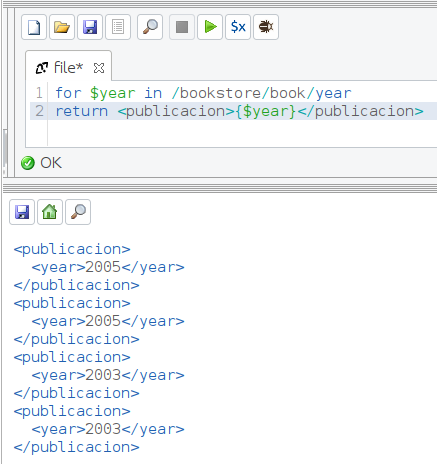 $x
file*
1 for $year in /bookstore/book/year
2 return <publicacion>{$year}</publicacion>
OK
<publicacion>
  <year>2005</year>
</publicacion>
<publicacion>
  <year>2005</year>
</publicacion>
<publicacion>
  <year>2003</year>
</publicacion>
<publicacion>
  <year>2003</year>
</publicacion>